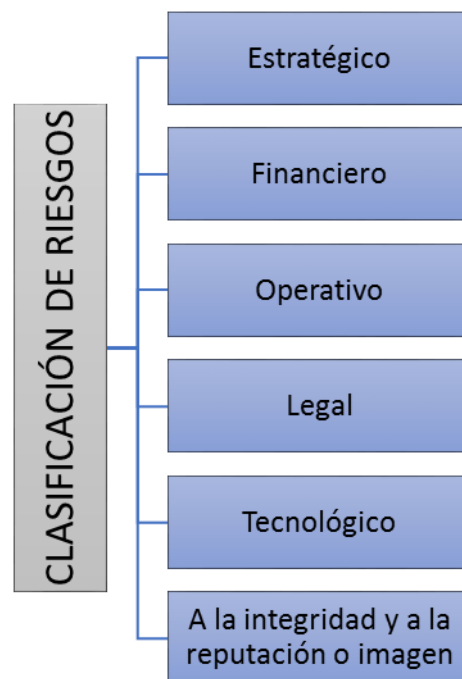 CLASIFICACIÓN DE RIESGOS
Estratégico
Financiero
Operativo
Legal
Tecnológico
A la integridad y a la
reputación o imagen